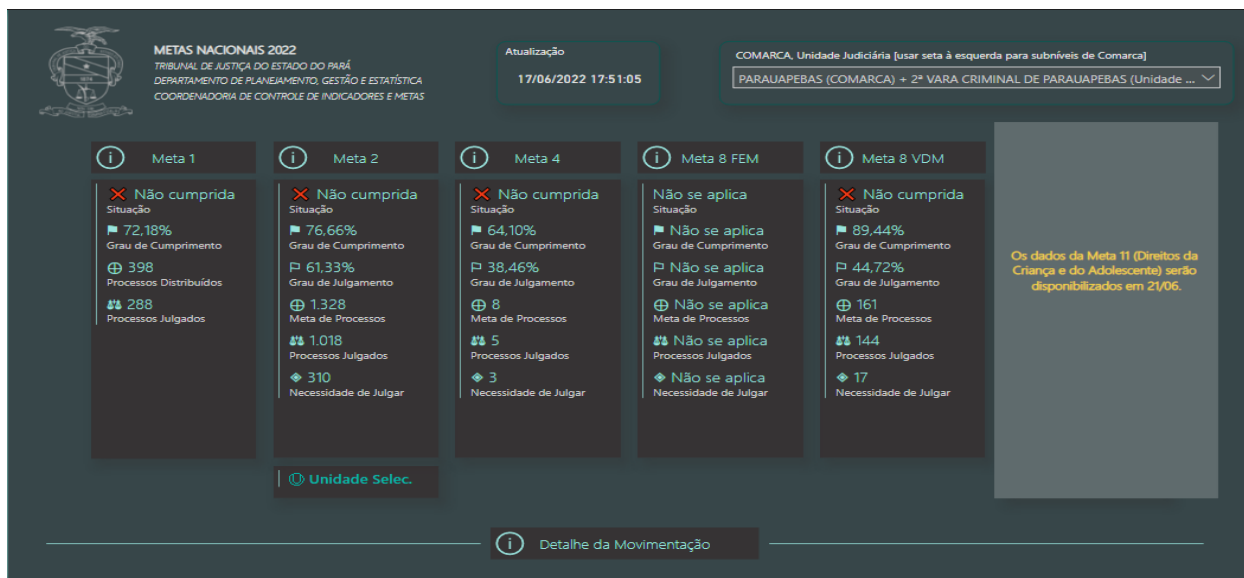 METAS NACIONAIS 2022
TRIBUNAL DE JUSTIÇA DO ESTADO DO PARÁ
DEPARTAMENTO DE PLANEJAMENTO, GESTÃO E ESTATÍSTICA
COORDENADORIA DE CONTROLE DE INDICADORES E METAS
Atualização
17/06/2022 17:51:05
COMARCA, Unidade Judiciária [usar seta à esquerda para subníveis de Comarca]
PARAUAPEBAS (COMARCA) + 2ª VARA CRIMINAL DE PARAUAPEBAS (Unidade ...
Meta 1
Não cumprida
Situação
72,18%
Grau de Cumprimento
398
Processos Distribuídos
288
Processos Julgados
Meta 2
Não cumprida
Situação
76,66%
Grau de Cumprimento
61,33%
Grau de Julgamento
1.328
Meta de Processos
1.018
Processos Julgados
310
Necessidade de Julgar
Unidade Selec.
Meta 4
Não cumprida
Situação
64,10%
Grau de Cumprimento
38,46%
Grau de Julgamento
8
Meta de Processos
5
Processos Julgados
3
Necessidade de Julgar
Meta 8 FEM
Não se aplica
Situação
Não se aplica
Grau de Cumprimento
Não se aplica
Grau de Julgamento
Não se aplica
Meta de Processos
Não se aplica
Processos Julgados
Não se aplica
Necessidade de Julgar
Meta 8 VDM
Não cumprida
Situação
89,44%
Grau de Cumprimento
44,72%
Grau de Julgamento
161
Meta de Processos
144
Processos Julgados
17
Necessidade de Julgar
Os dados da Meta 11 (Direitos da
Criança e do Adolescente) serão
disponibilizados em 21/06.
Detalhe da Movimentação